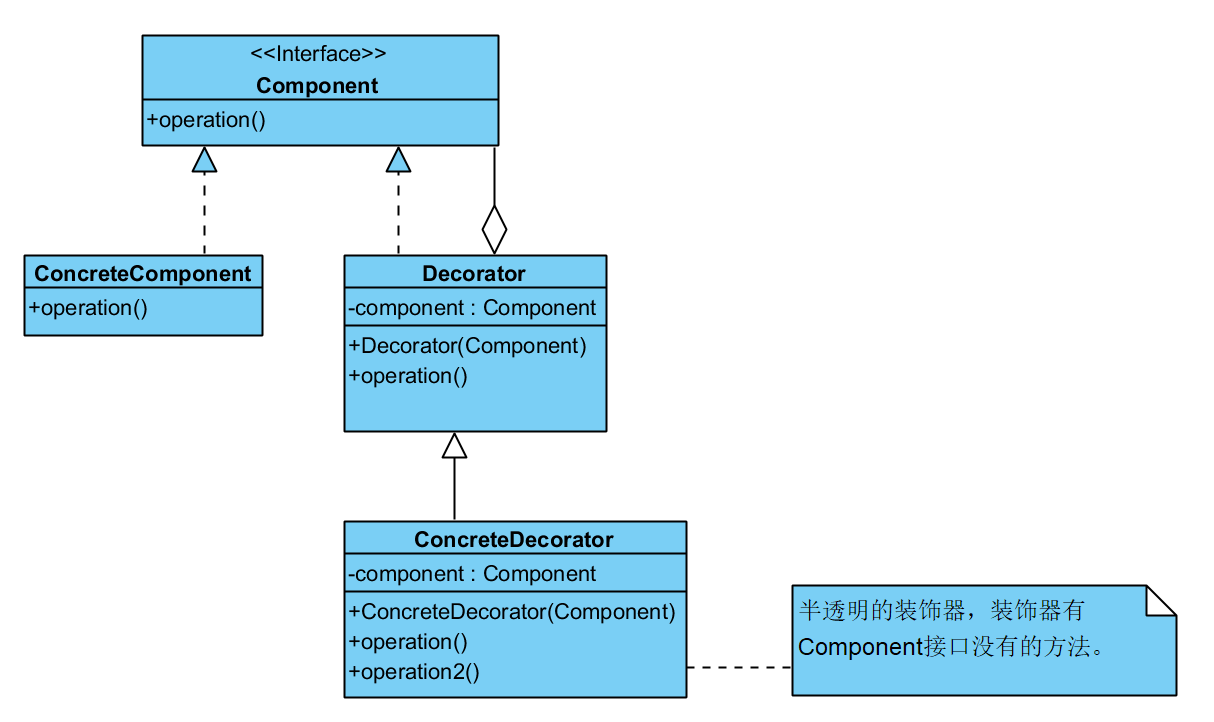 <<Interface>>
Component
+operation()
ConcreteComponent
+operation()
Decorator
-component : Component
+Decorator(Component)
+operation()
ConcreteDecorator
-component : Component
+ConcreteDecorator(Component)
+operation()
+operation2()
半透明的装饰器，装饰器有
Component接口没有的方法。